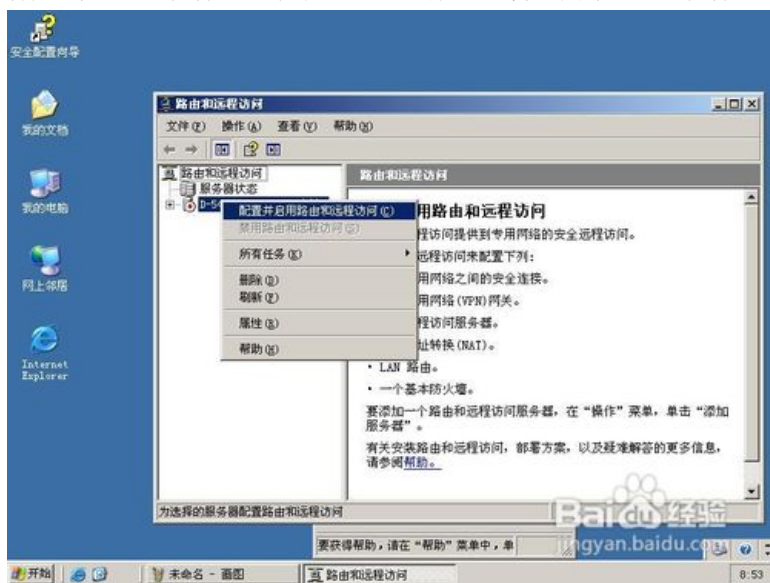 安全配置向导
我的文档
我的电脑
网上邻居
Internet
Explorer
路由和远程访问
文件(F) 操作(A) 查看(V) 帮助(H)
路由和远程访问
服务器状态
配置并启用路由和远程访问(C)
禁用路由和远程访问(S)
所有任务(K)
删除(D)
刷新(F)
属性(R)
帮助(H)
路由和远程访问
用路由和远程访问
程访问提供到专用网络的安全远程访问。
远程访问来配置下列:
用网络之间的安全连接。
用网络(VPN)网关。
程访问服务器。
址转换(NAT)。
· LAN 路由。
· 一个基本防火墙。
要添加一个路由和远程访问服务器，在“操作”菜单，单击“添加
服务器”。
有关安装路由和远程访问，部署方案，以及疑难解答的更多信息，
请参阅帮助。
为选择的服务器配置路由和远程访问
要获得帮助，请在“帮助”菜单中，单
Baidu 经验
jingyan.baidu.com
开始
未命名 - 画图
路由和远程访问
8:53